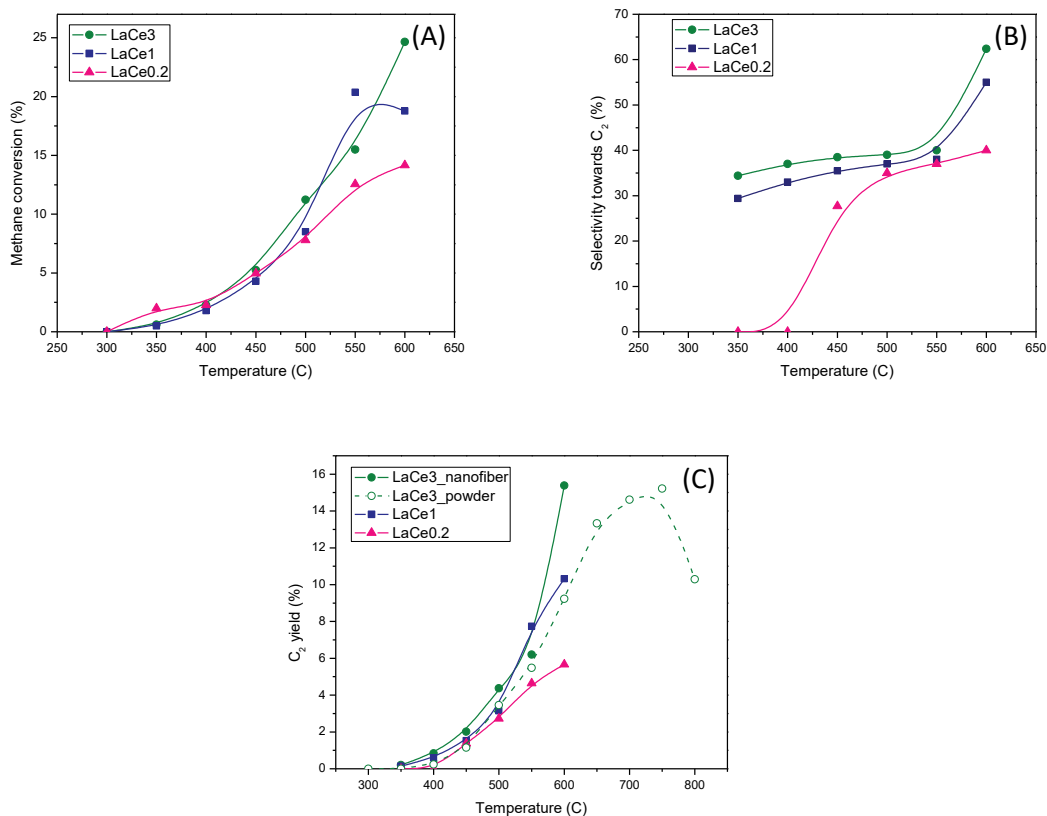 (A)
LaCe3
LaCe1
LaCe0.2
25
20
15
10
5
0
Methane conversion (%)
250 300 350 400 450 500 550 600 650
Temperature (C)
(B)
LaCe3
LaCe1
LaCe0.2
70
60
50
40
30
20
10
0
Selectivity towards C₂ (%)
250 300 350 400 450 500 550 600 650
Temperature (C)
(C)
LaCe3_nanofiber
LaCe3_powder
LaCe1
LaCe0.2
16
14
12
10
8
6
4
2
0
C₂ yield (%)
300 400 500 600 700 800
Temperature (C)